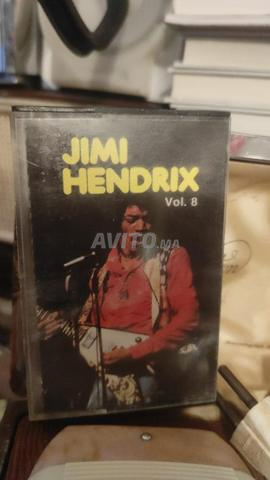 JIMI
HENDRIX
Vol. 8
AVITO.MA